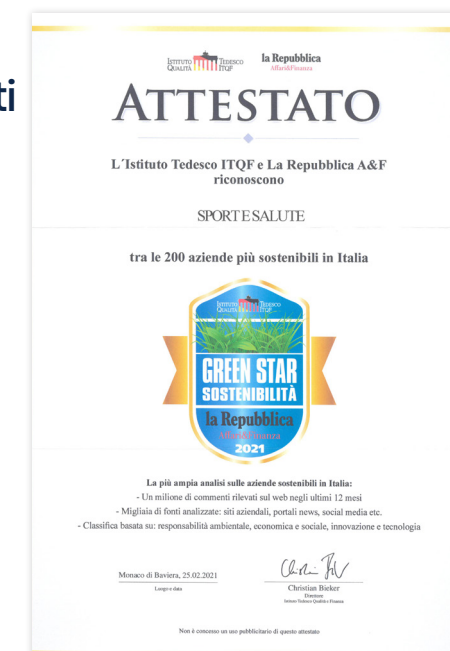 ti
ISTITUTO TEDESCO
QUALITÀ ITQF
la Repubblica
Affari&Finanza
ATTESTATO
L´Istituto Tedesco ITQF e La Repubblica A&F
riconoscono
SPORT E SALUTE
tra le 200 aziende più sostenibili in Italia
ISTITUTO TEDESCO
QUALITÀ ITQF
GREEN STAR
SOSTENIBILITÀ
la Repubblica
Affari&Finanza
2021
La più ampia analisi sulle aziende sostenibili in Italia:
- Un milione di commenti rilevati sul web negli ultimi 12 mesi
- Migliaia di fonti analizzate: siti aziendali, portali news, social media etc.
- Classifica basata su: responsabilità ambientale, economica e sociale, innovazione e tecnologia
Monaco di Baviera, 25.02.2021
Luogo e data
Christian Bieker
Direttore
Istituto Tedesco Qualità e Finanza
Non è concesso un uso pubblicitario di questo attestato